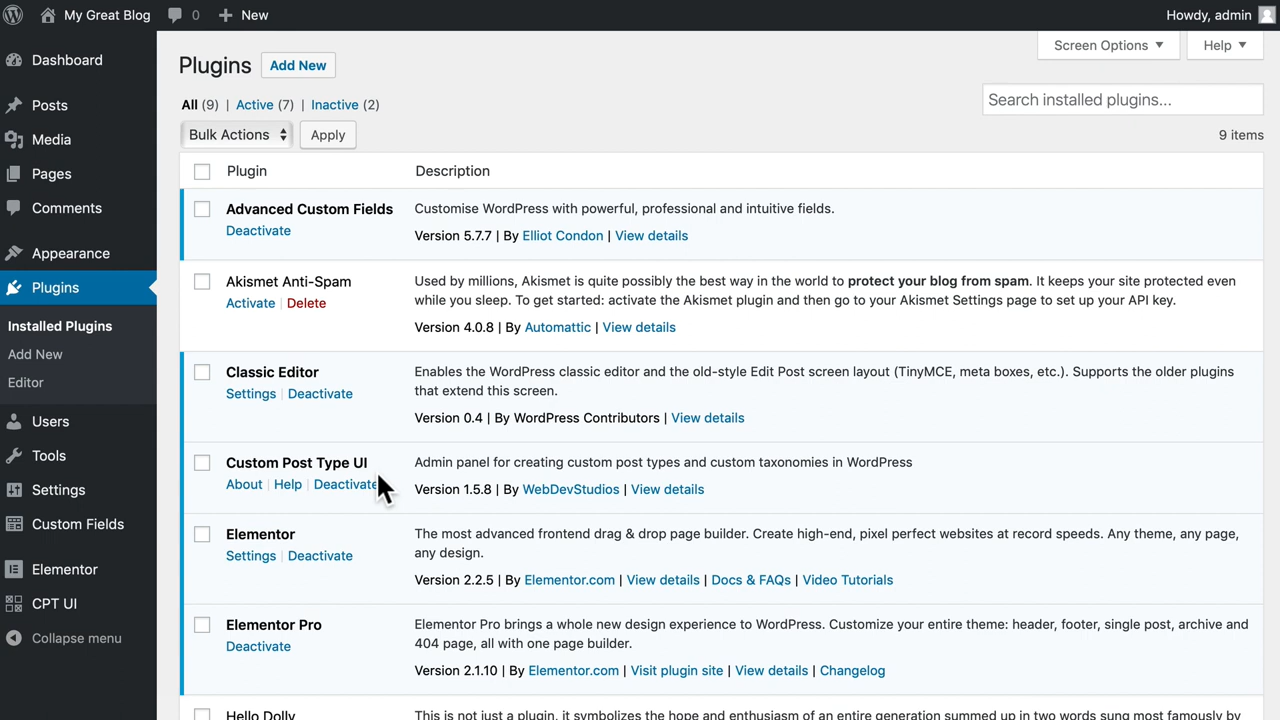 My Great Blog 0 New Howdy, admin
Screen Options Help
Dashboard
Posts
Media
Pages
Comments
Appearance
Plugins
Installed Plugins
Add New
Editor
Users
Tools
Settings
Custom Fields
Elementor
CPT UI
Collapse menu
Plugins Add New
All (9) | Active (7) | Inactive (2)
Search installed plugins...
Bulk Actions Apply
9 items
Plugin Description
Advanced Custom Fields
Deactivate
Customise WordPress with powerful, professional and intuitive fields.
Version 5.7.7 | By Elliot Condon | View details
Akismet Anti-Spam
Activate | Delete
Used by millions, Akismet is quite possibly the best way in the world to protect your blog from spam. It keeps your site protected even
while you sleep. To get started: activate the Akismet plugin and then go to your Akismet Settings page to set up your API key.
Version 4.0.8 | By Automattic | View details
Classic Editor
Settings | Deactivate
Enables the WordPress classic editor and the old-style Edit Post screen layout (TinyMCE, meta boxes, etc.). Supports the older plugins
that extend this screen.
Version 0.4 | By WordPress Contributors | View details
Custom Post Type UI
About | Help | Deactivate
Admin panel for creating custom post types and custom taxonomies in WordPress
Version 1.5.8 | By WebDevStudios | View details
Elementor
Settings | Deactivate
The most advanced frontend drag & drop page builder. Create high-end, pixel perfect websites at record speeds. Any theme, any page,
any design.
Version 2.2.5 | By Elementor.com | View details | Docs & FAQs | Video Tutorials
Elementor Pro
Deactivate
Elementor Pro brings a whole new design experience to WordPress. Customize your entire theme: header, footer, single post, archive and
404 page, all with one page builder.
Version 2.1.10 | By Elementor.com | Visit plugin site | View details | Changelog
Hello Dolly
This is not just a plugin, it symbolizes the hope and enthusiasm of an entire generation summed up in two words sung most famously by